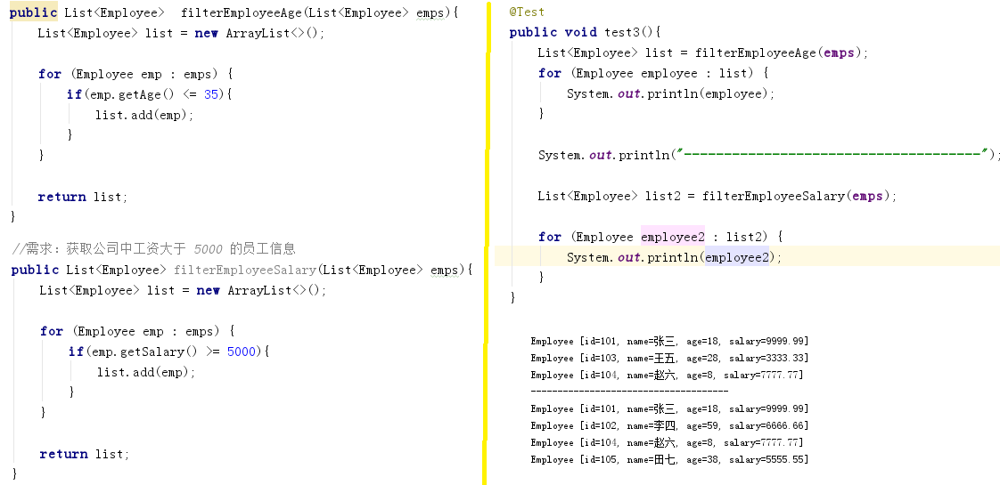 public List<Employee>  filterEmployeeAge(List<Employee> emps){
    List<Employee> list = new ArrayList<>();

    for (Employee emp : emps) {
        if(emp.getAge() <= 35){
            list.add(emp);
        }
    }

    return list;
}

//需求：获取公司中工资大于 5000 的员工信息
public List<Employee> filterEmployeeSalary(List<Employee> emps){
    List<Employee> list = new ArrayList<>();

    for (Employee emp : emps) {
        if(emp.getSalary() >= 5000){
            list.add(emp);
        }
    }

    return list;
}

@Test
public void test3(){
    List<Employee> list = filterEmployeeAge(emps);
    for (Employee employee : list) {
        System.out.println(employee);
    }

    System.out.println("-------------------------------------");

    List<Employee> list2 = filterEmployeeSalary(emps);

    for (Employee employee2 : list2) {
        System.out.println(employee2);
    }
}

Employee [id=101, name=张三, age=18, salary=9999.99]
Employee [id=103, name=王五, age=28, salary=3333.33]
Employee [id=104, name=赵六, age=8, salary=7777.77]
-------------------------------------
Employee [id=101, name=张三, age=18, salary=9999.99]
Employee [id=102, name=李四, age=59, salary=6666.66]
Employee [id=104, name=赵六, age=8, salary=7777.77]
Employee [id=105, name=田七, age=38, salary=5555.55]